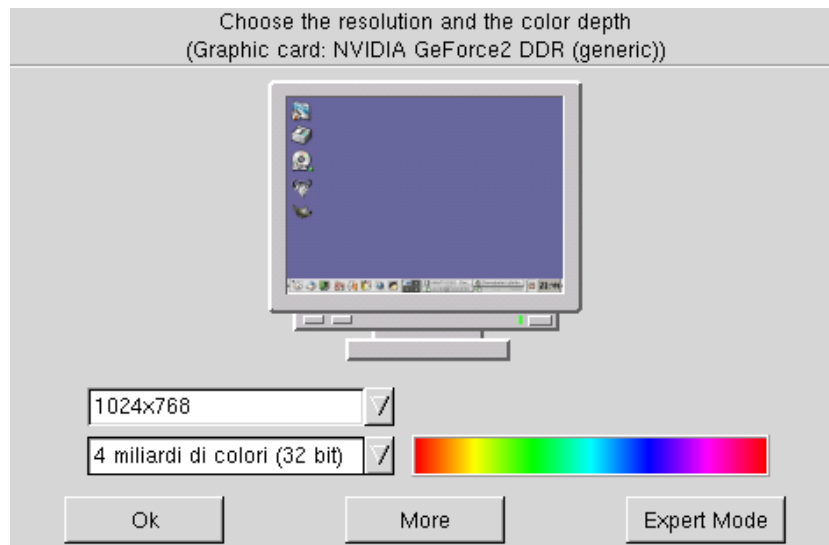 Choose the resolution and the color depth
(Graphic card: NVIDIA GeForce2 DDR (generic))
1024x768
4 miliardi di colori (32 bit)
Ok More Expert Mode